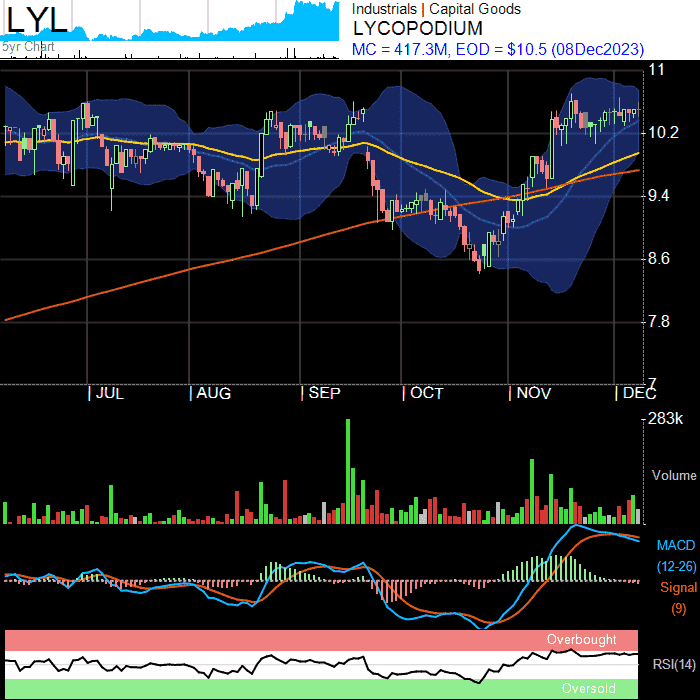 LYL
5yr Chart
Industrials | Capital Goods
LYCOPODIUM
MC = 417.3M, EOD = $10.5 (08Dec2023)
11
10.2
9.4
8.6
7.8
7
| JUL | AUG | SEP | OCT | NOV | DEC
283k
Volume
MACD
(12-26)
Signal
(9)
Overbought
RSI(14)
Oversold